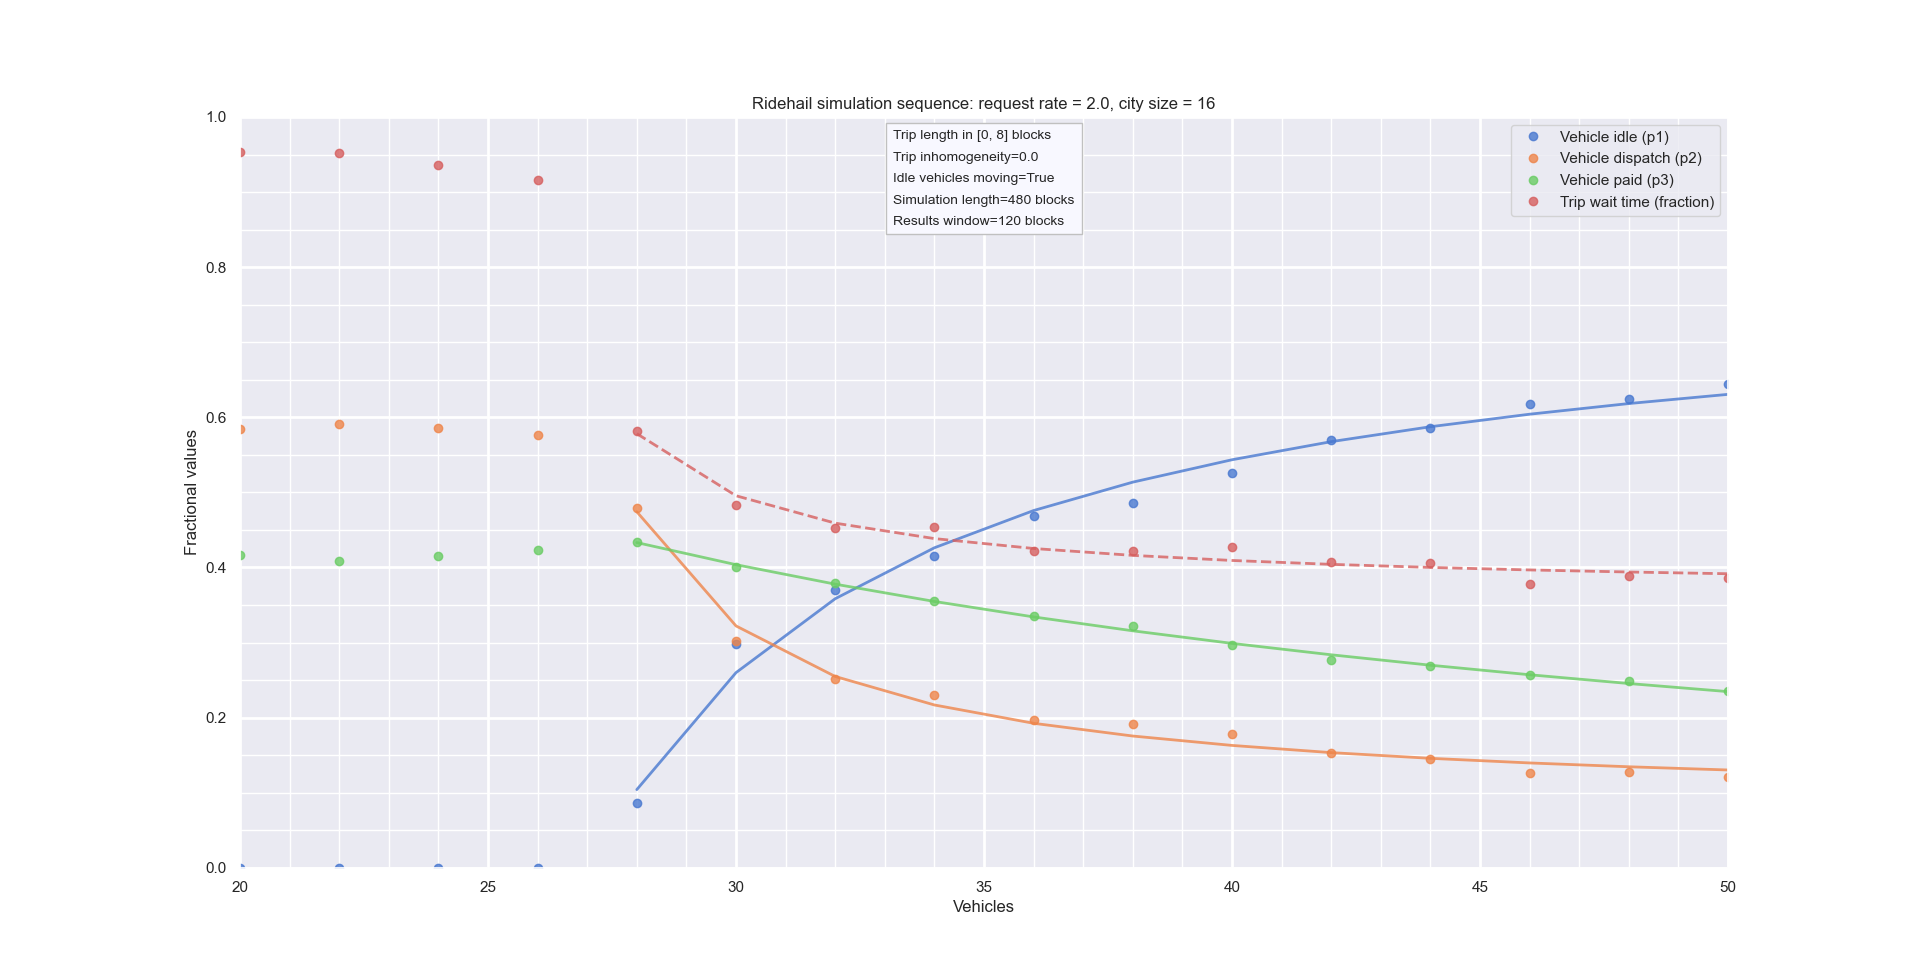 Ridehail simulation sequence: request rate = 2.0, city size = 16
1.0
0.8
0.6
0.4
0.2
0.0
Fractional values
Trip length in [0, 8] blocks
Trip inhomogeneity=0.0
Idle vehicles moving=True
Simulation length=480 blocks
Results window=120 blocks
Vehicle idle (p1)
Vehicle dispatch (p2)
Vehicle paid (p3)
Trip wait time (fraction)
20 25 30 35 40 45 50
Vehicles